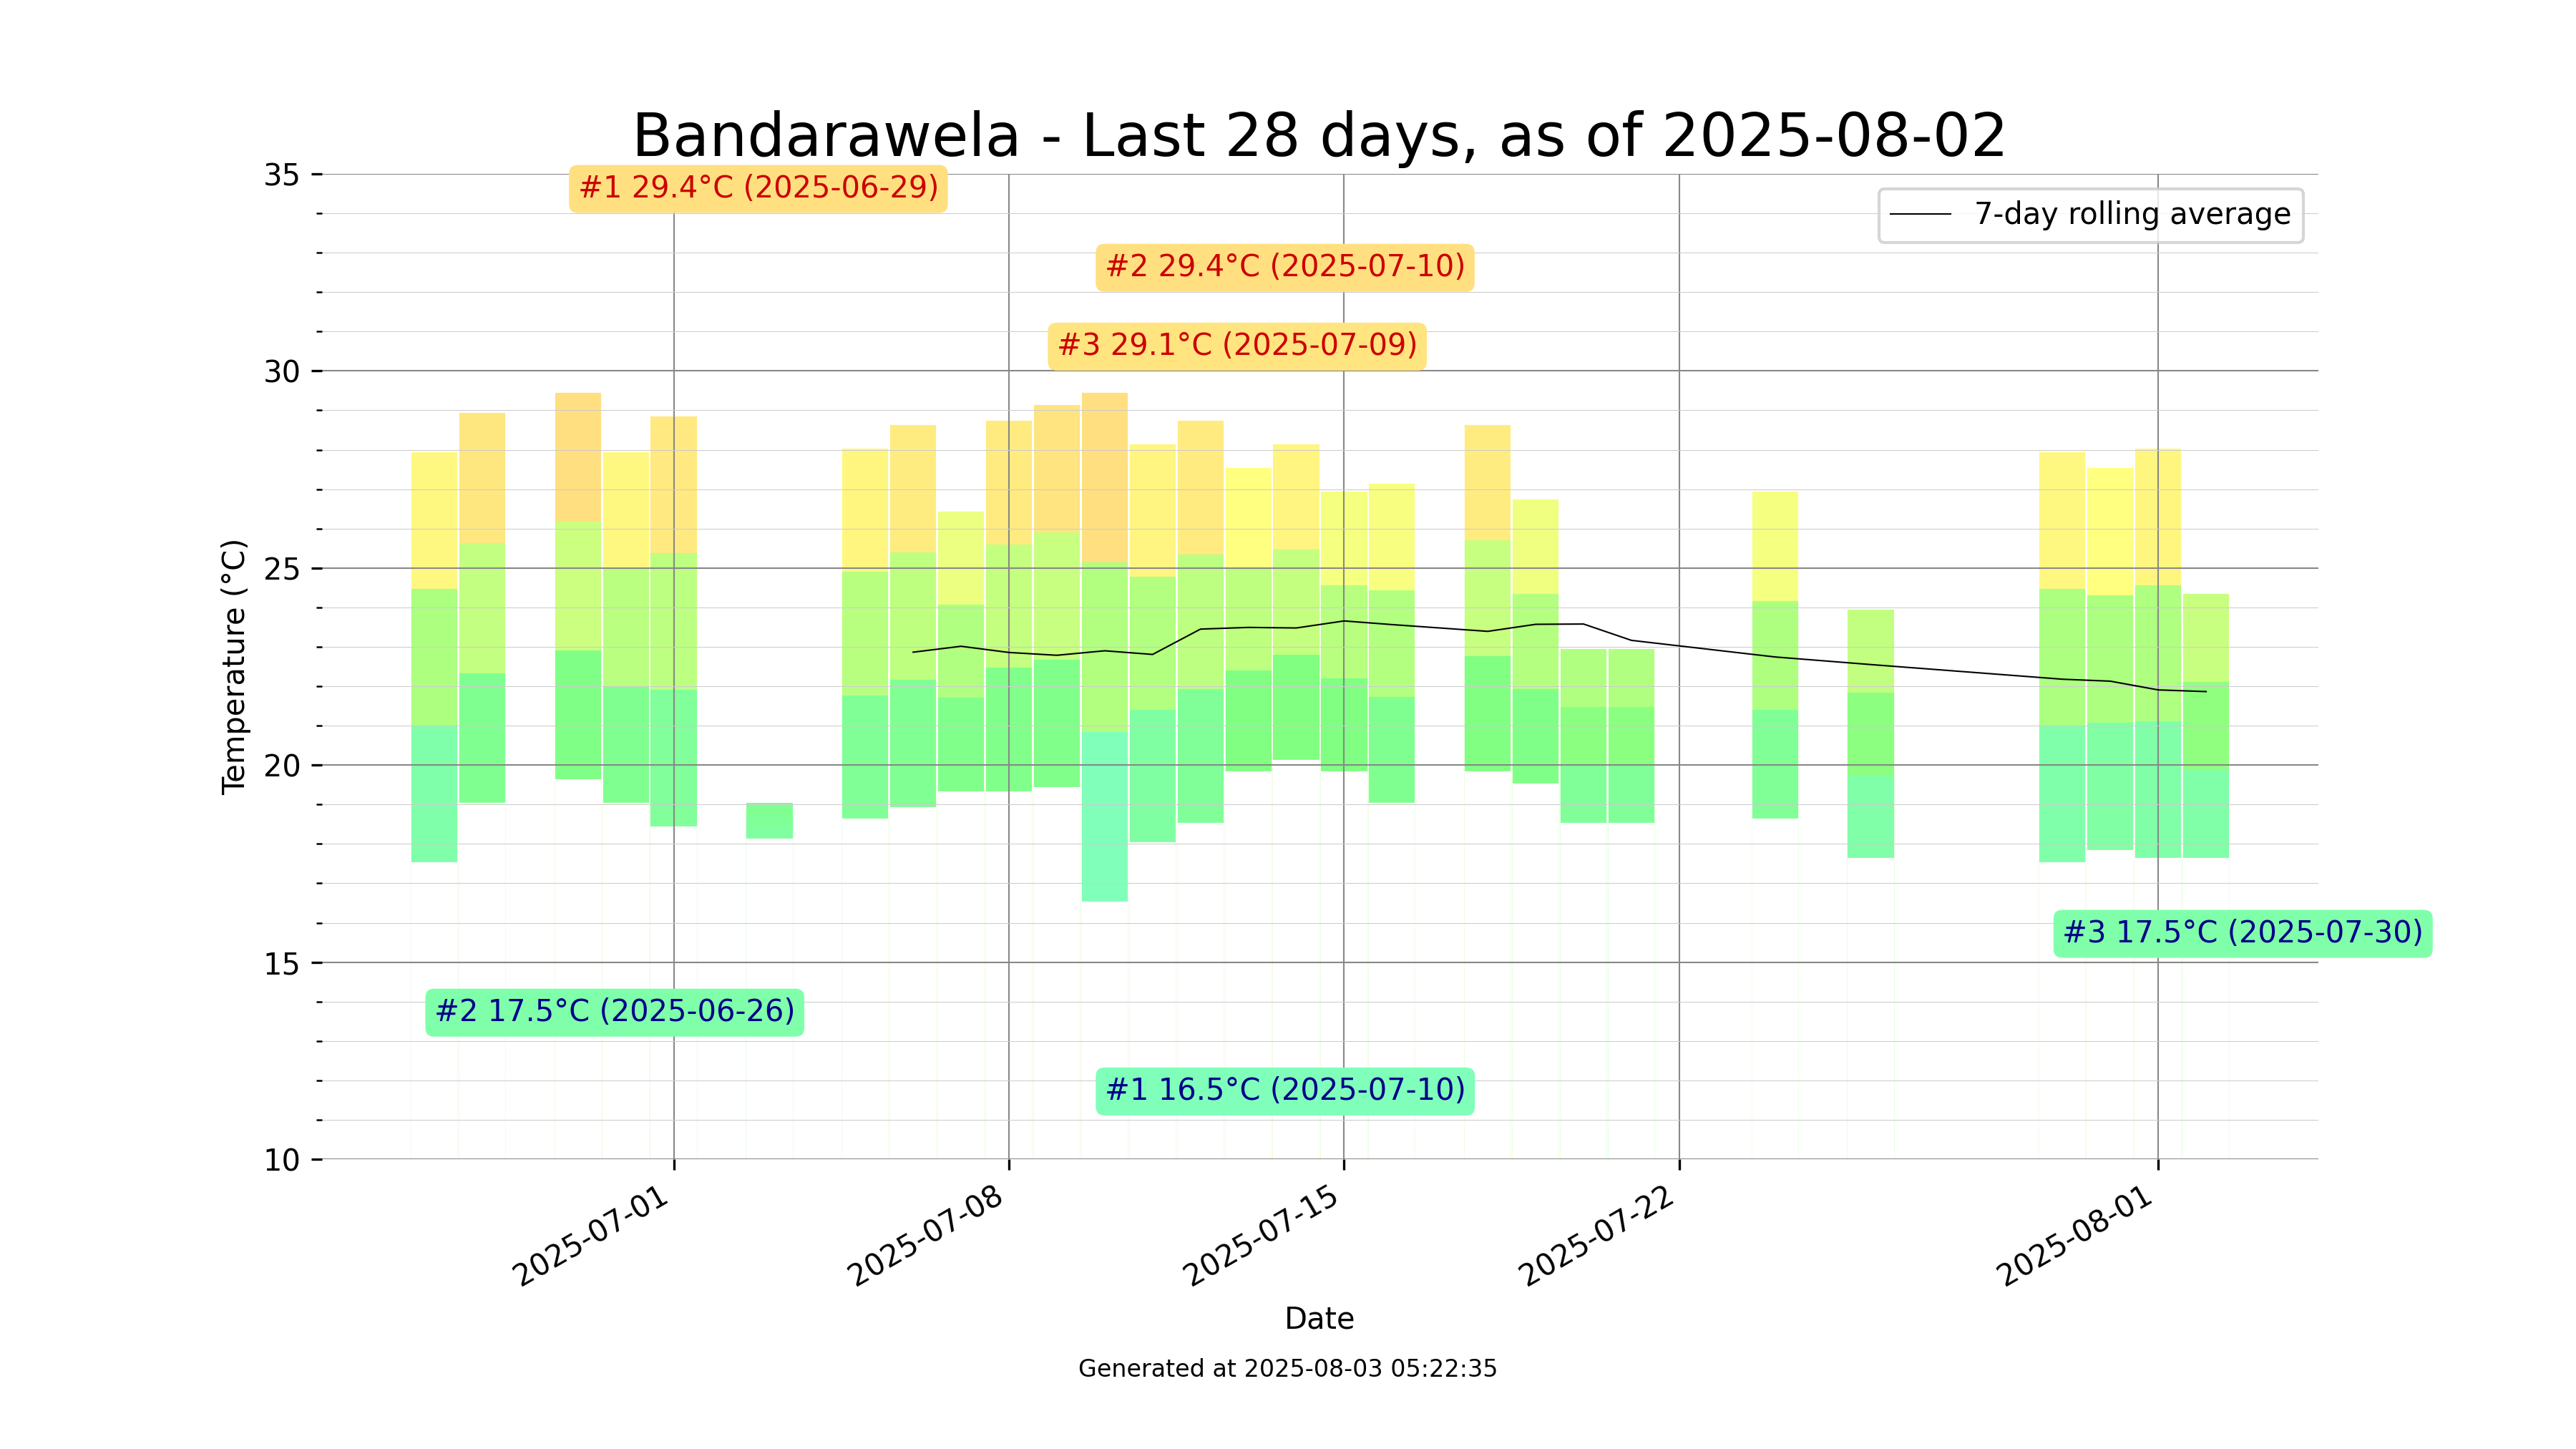 Bandarawela - Last 28 days, as of 2025-08-02
35
#1 29.4°C (2025-06-29)
7-day rolling average
#2 29.4°C (2025-07-10)
#3 29.1°C (2025-07-09)
30
25
Temperature (°C)
20
#3 17.5°C (2025-07-30)
15
#2 17.5°C (2025-06-26)
#1 16.5°C (2025-07-10)
10
2025-07-01
2025-07-08
2025-07-15
2025-07-22
2025-08-01
Date
Generated at 2025-08-03 05:22:35